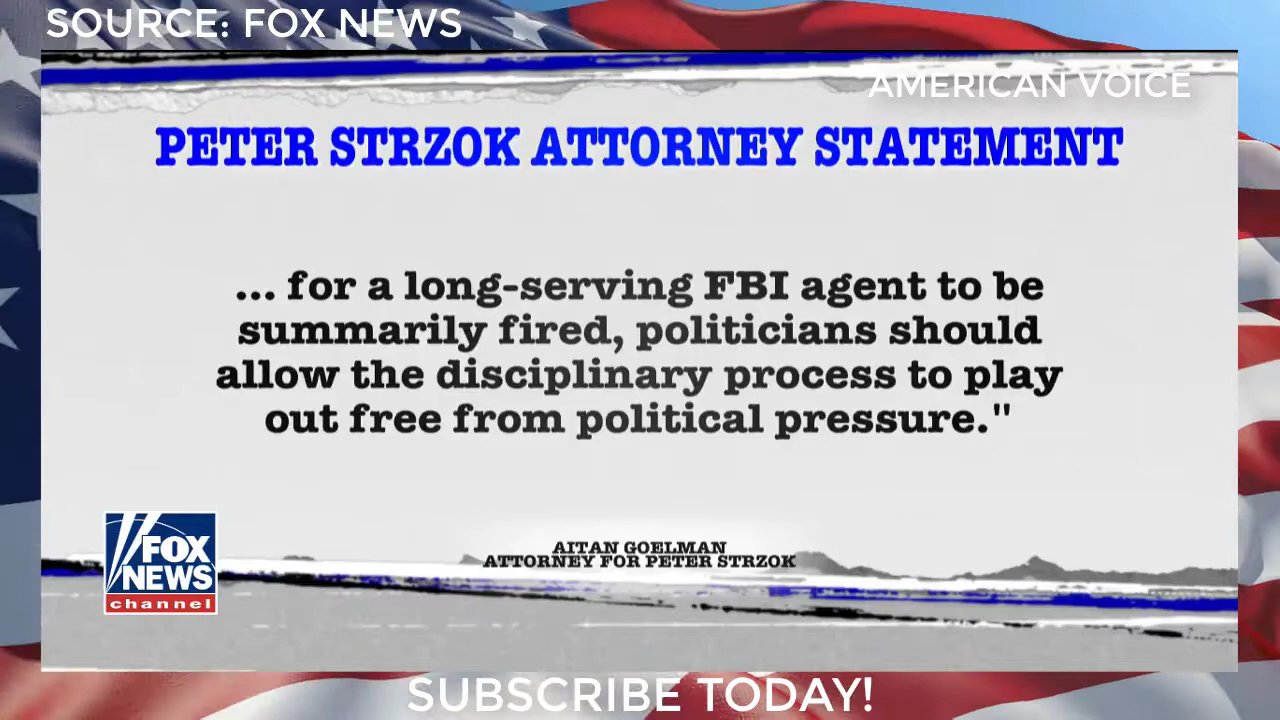 SOURCE: FOX NEWS
AMERICAN VOICE
PETER STRZOK ATTORNEY STATEMENT
... for a long-serving FBI agent to be
summarily fired, politicians should
allow the disciplinary process to play
out free from political pressure."
AITAN GOELMAN
ATTORNEY FOR PETER STRZOK
FOX
NEWS
channel
SUBSCRIBE TODAY!